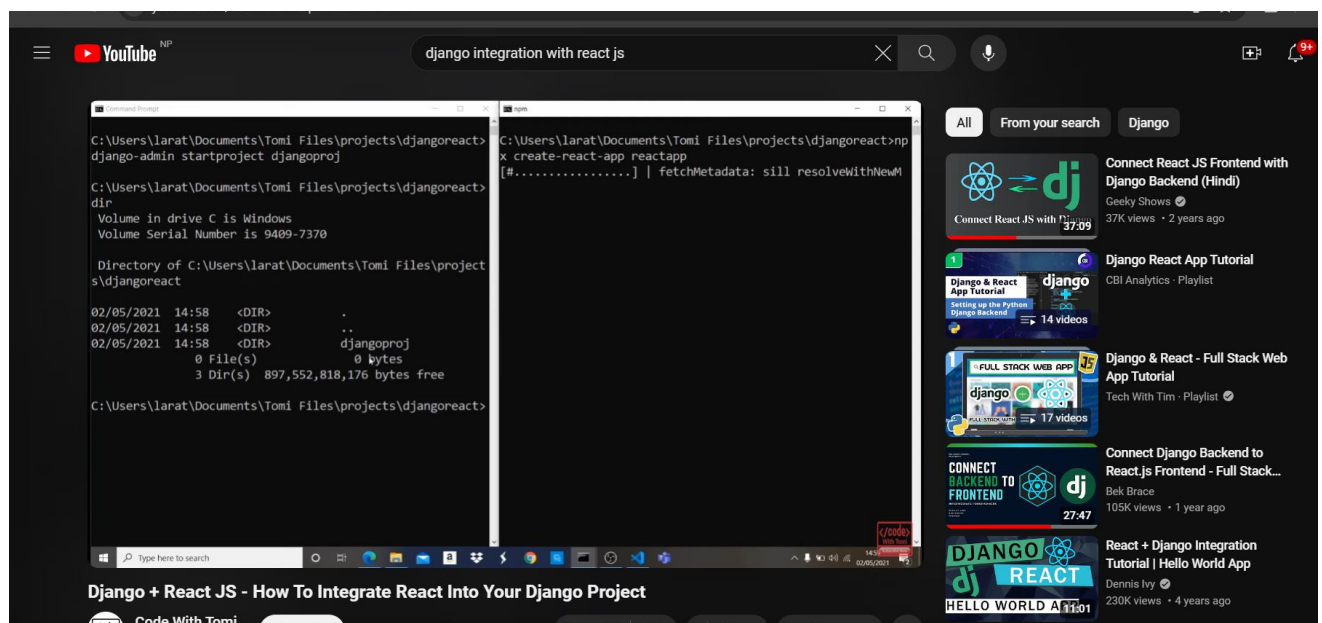 YouTube NP
django integration with react js
9+
Command Prompt
C:\Users\larat\Documents\Tomi Files\projects\djangoreact>
django-admin startproject djangoproj
C:\Users\larat\Documents\Tomi Files\projects\djangoreact>
dir
Volume in drive C is Windows
Volume Serial Number is 9409-7370
Directory of C:\Users\larat\Documents\Tomi Files\project
s\djangoreact
02/05/2021 14:58 <DIR> .
02/05/2021 14:58 <DIR> ..
02/05/2021 14:58 <DIR> djangoproj
0 File(s) 0 bytes
3 Dir(s) 897,552,818,176 bytes free
C:\Users\larat\Documents\Tomi Files\projects\djangoreact>
npm
C:\Users\larat\Documents\Tomi Files\projects\djangoreact>np
x create-react-app reactapp
[#.................] | fetchMetadata: sill resolveWithNewM
</CODE>
With Tomi
Type here to search
02/05/2021
Django + React JS - How To Integrate React Into Your Django Project
Code With Tomi
All
From your search
Django
Connect React JS with Django
37:09
Connect React JS Frontend with
Django Backend (Hindi)
Geeky Shows
37K views • 2 years ago
1
Django & React
App Tutorial
Setting up the Python
Django Backend
django
14 videos
Django React App Tutorial
CBI Analytics · Playlist
FULL STACK WEB APP
JS
django
FULL STACK WITH
17 videos
Django & React - Full Stack Web
App Tutorial
Tech With Tim · Playlist
CONNECT
BACKEND TO
FRONTEND
dj
27:47
Connect Django Backend to
React.js Frontend - Full Stack...
Bek Brace
105K views • 1 year ago
DJANGO
dj
REACT
HELLO WORLD
11:01
React + Django Integration
Tutorial | Hello World App
Dennis Ivy
230K views • 4 years ago